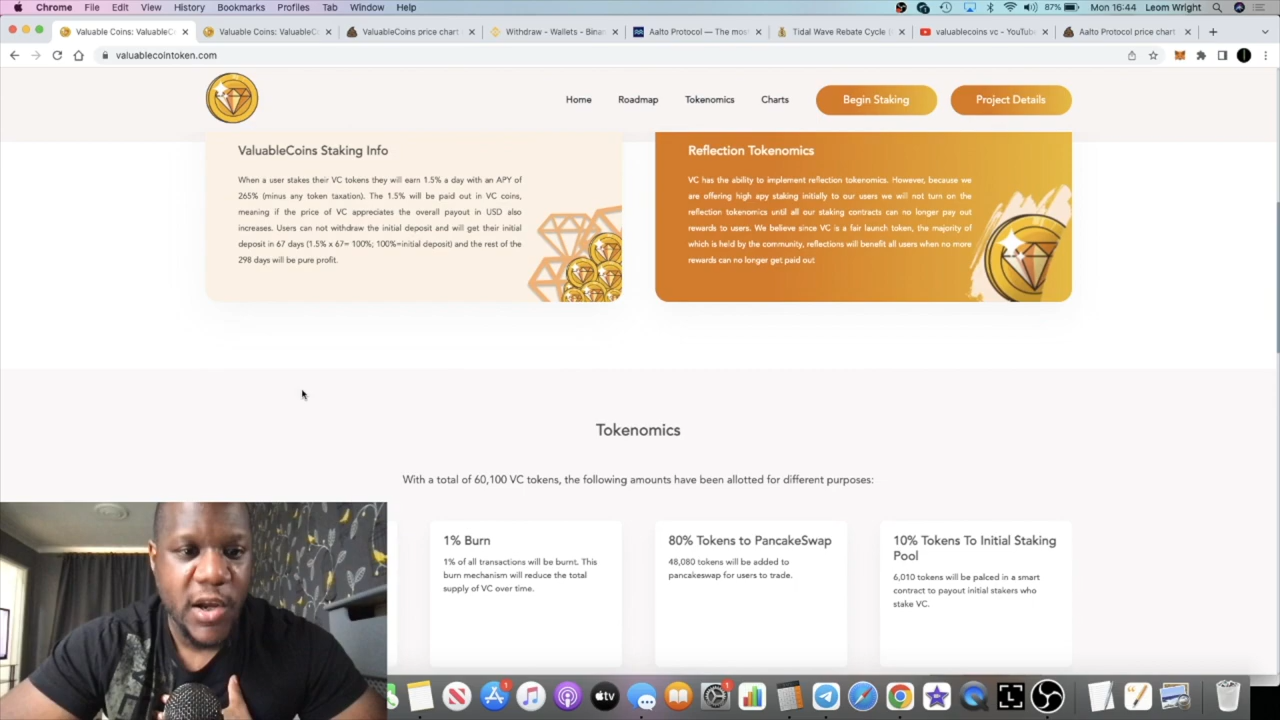 Chrome File Edit View History Bookmarks Profiles Tab Window Help 87% Mon 16:44 Leom Wright
Valuable Coins: ValuableC Valuable Coins: ValuableC ValuableCoins price chart Withdraw - Wallets - Binan Aalto Protocol — The most Tidal Wave Rebate Cycle valuablecoins vc - YouTube Aalto Protocol price chart
valuablecointoken.com
Home Roadmap Tokenomics Charts Begin Staking Project Details
ValuableCoins Staking Info
When a user stakes their VC tokens they will earn 1.5% a day with an APY of
265% (minus any token taxation). The 1.5% will be paid out in VC coins,
meaning if the price of VC appreciates the overall payout in USD also
increases. Users can not withdraw the initial deposit and will get their initial
deposit in 67 days (1.5% x 67= 100%; 100%=initial deposit) and the rest of the
298 days will be pure profit.
Reflection Tokenomics
VC has the ability to implement reflection tokenomics. However, because we
are offering high apy staking initially to our users we will not turn on the
reflection tokenomics until all our staking contracts can no longer pay out
rewards to users. We believe since VC is a fair launch token, the majority of
which is held by the community, reflections will benefit all users when no more
rewards can no longer get paid out
Tokenomics
With a total of 60,100 VC tokens, the following amounts have been allotted for different purposes:
1% Burn
1% of all transactions will be burnt. This
burn mechanism will reduce the total
supply of VC over time.
80% Tokens to PancakeSwap
48,080 tokens will be added to
pancakeswap for users to trade.
10% Tokens To Initial Staking
Pool
6,010 tokens will be palced in a smart
contract to payout initial stakers who
stake VC.
tv